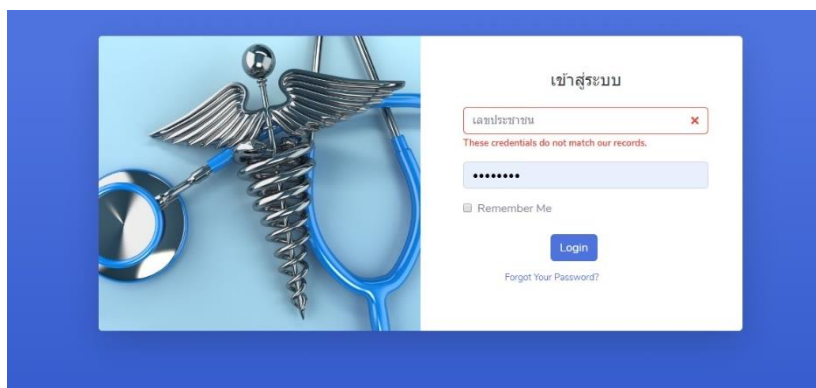 เข้าสู่ระบบ
เลขประชาชน
These credentials do not match our records.
Remember Me
Login
Forgot Your Password?